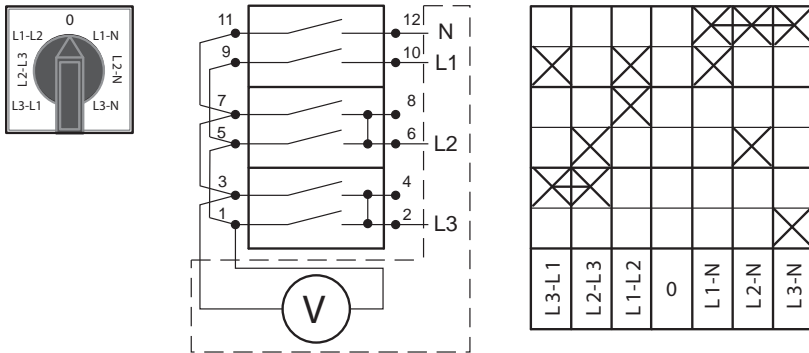 0
L1-L2 L1-N
L2-L3 L2-N
L3-L1 L3-N
11 12 N
9 10 L1
7 8
5 6 L2
3 4
1 2 L3
V
L3-L1 L2-L3 L1-L2 0 L1-N L2-N L3-N